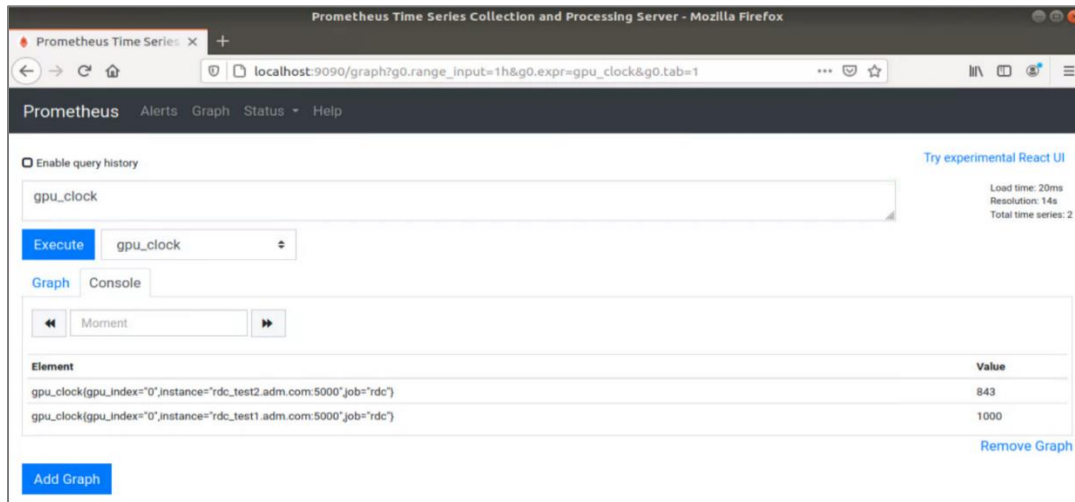 Prometheus Time Series Collection and Processing Server - Mozilla Firefox
Prometheus Time Series
localhost:9090/graph?g0.range_input=1h&g0.expr=gpu_clock&g0.tab=1
Prometheus Alerts Graph Status Help
Enable query history
Try experimental React UI
gpu_clock
Load time: 20ms
Resolution: 14s
Total time series: 2
Execute gpu_clock
Graph Console
Moment
Element Value
gpu_clock{gpu_index="0",instance="rdc_test2.adm.com:5000",job="rdc"} 843
gpu_clock{gpu_index="0",instance="rdc_test1.adm.com:5000",job="rdc"} 1000
Remove Graph
Add Graph